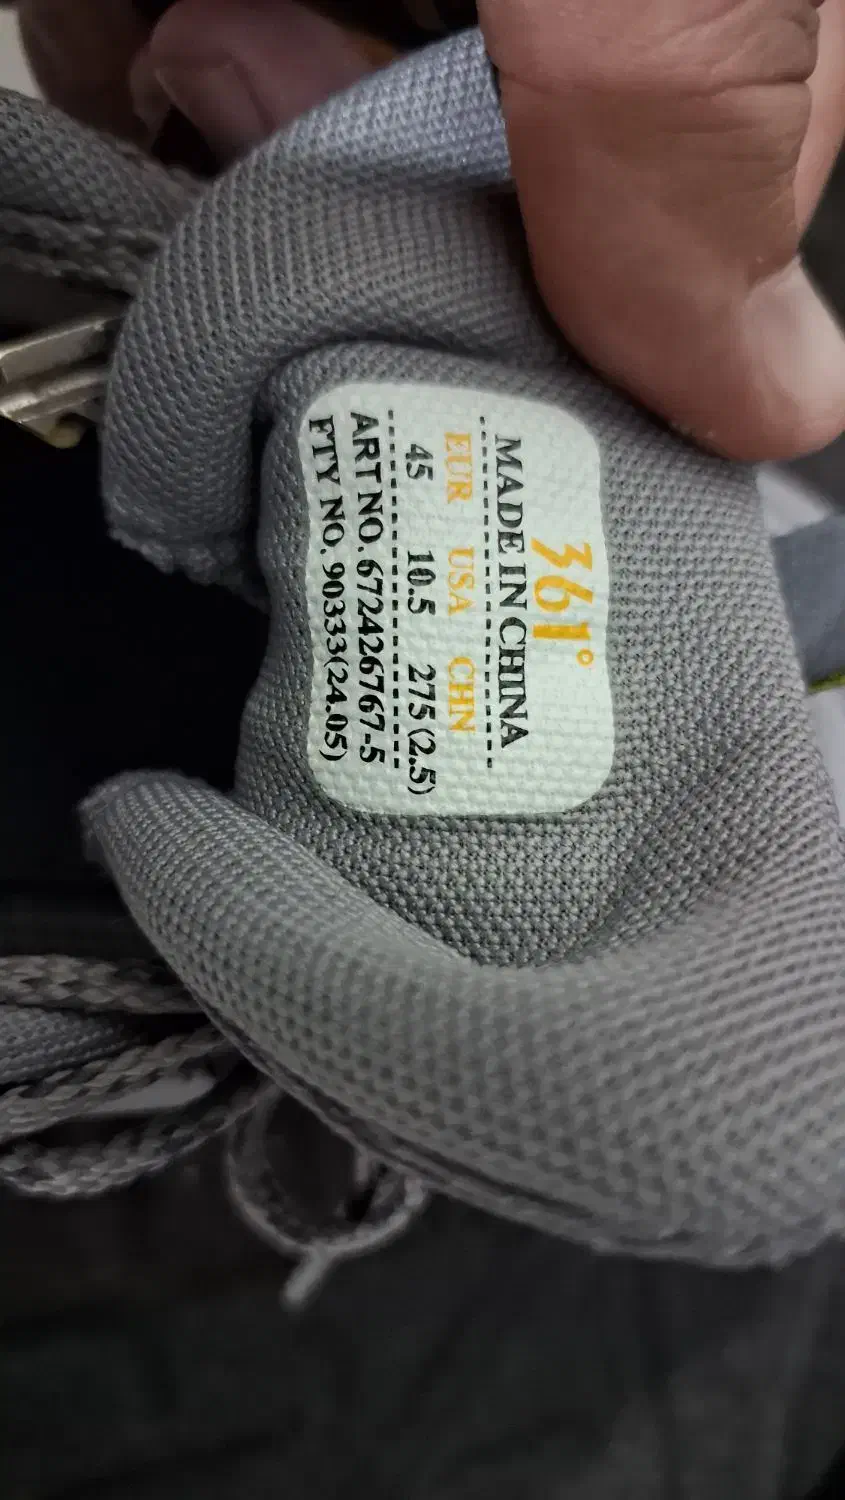 361°
MADE IN CHINA
EUR USA CHN
45 10.5 275(2.5)
ART NO. 672426767-5
FTY NO. 90333(24.05)